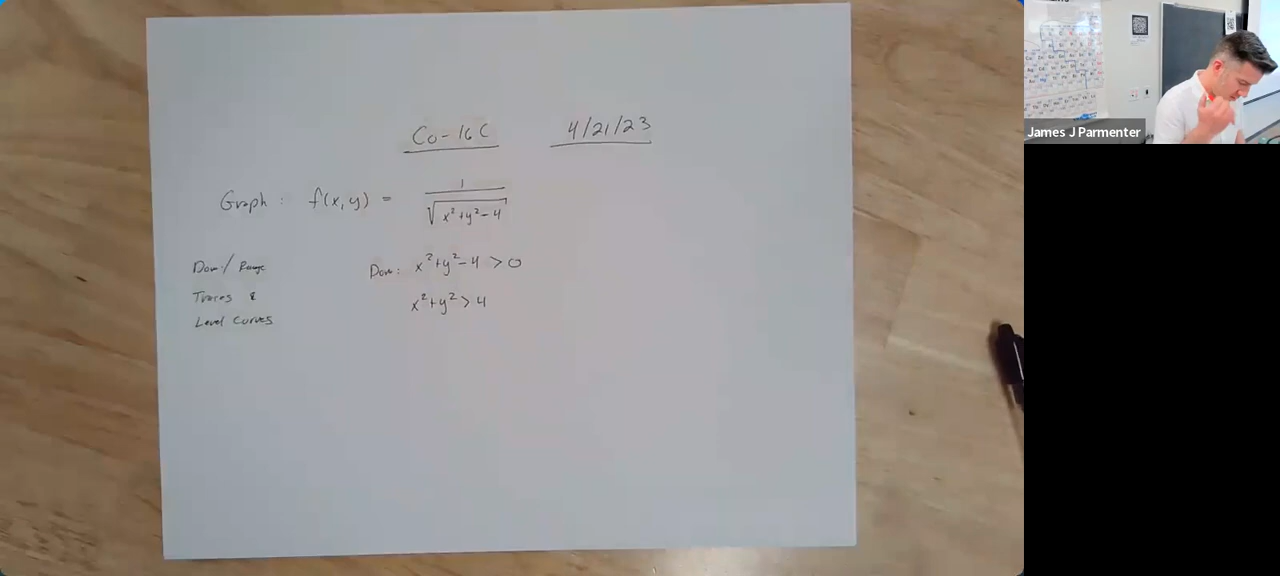 Co-16C 4/21/23
Graph: f(x,y) = 1/√(x²+y²-4)
Dom/Range Dom: x²+y²-4 >0
Traces & x²+y²>4
Level Curves
James J Parmenter